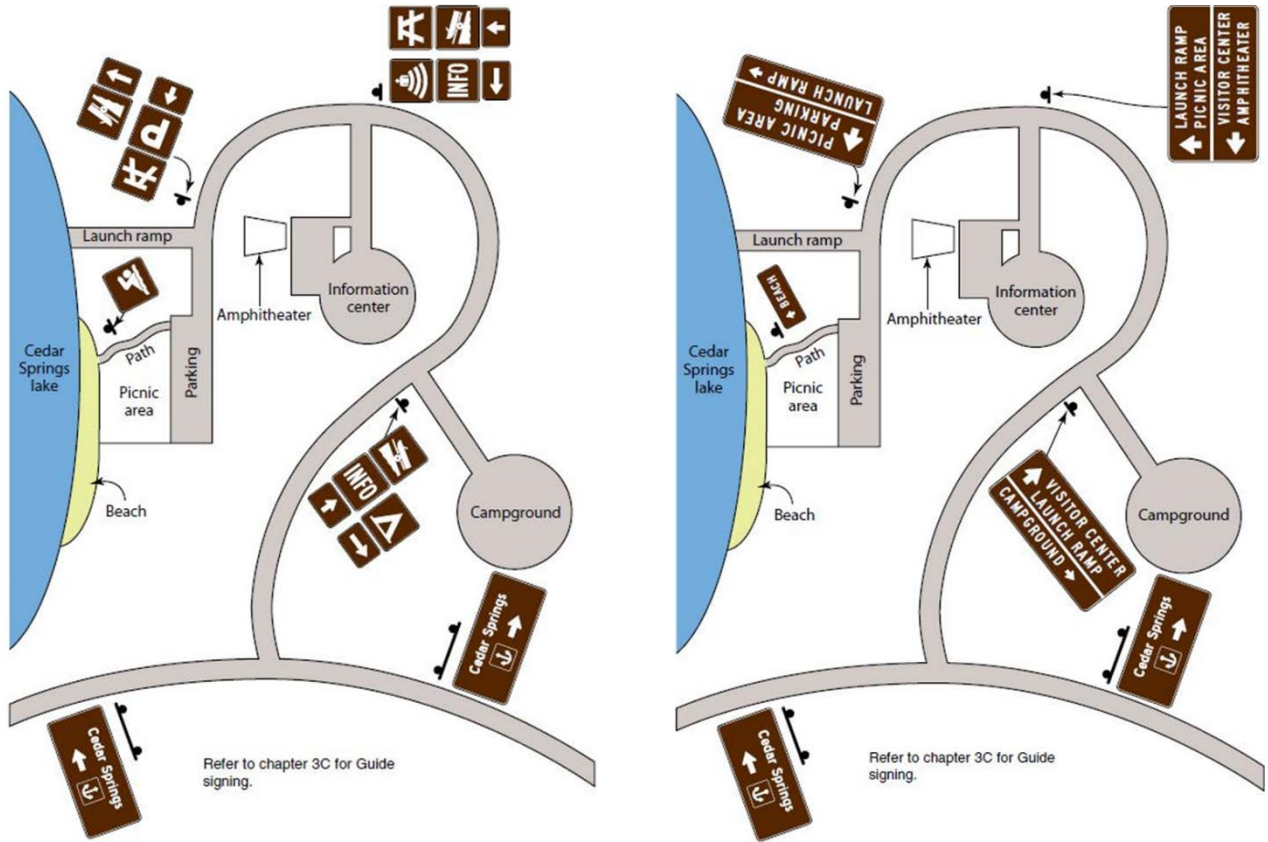 INFO
P
Launch ramp
Amphitheater
Information
center
Cedar
Springs
lake
Path
Picnic
area
Parking
Beach
INFO
Campground
Cedar Springs
Cedar Springs
Refer to chapter 3C for Guide
signing.
LAUNCH RAMP
PICNIC AREA
VISITOR CENTER
AMPHITHEATER
LAUNCH RAMP
PARKING
PICNIC AREA
Launch ramp
Amphitheater
Information
center
BEACH
Cedar
Springs
lake
Path
Picnic
area
Parking
Beach
VISITOR CENTER
LAUNCH RAMP
CAMPGROUND
Campground
Cedar Springs
Cedar Springs
Refer to chapter 3C for Guide
signing.